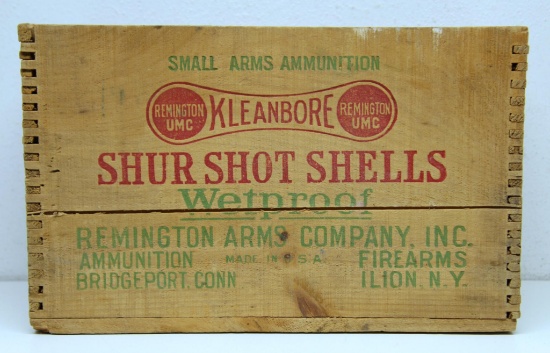 SMALL ARMS AMMUNITION
REMINGTON UMC KLEANBORE REMINGTON UMC
SHUR SHOT SHELLS
Wetproof
REMINGTON ARMS COMPANY, INC.
AMMUNITION MADE IN U.S.A. FIREARMS
BRIDGEPORT, CONN ILION, N.Y.